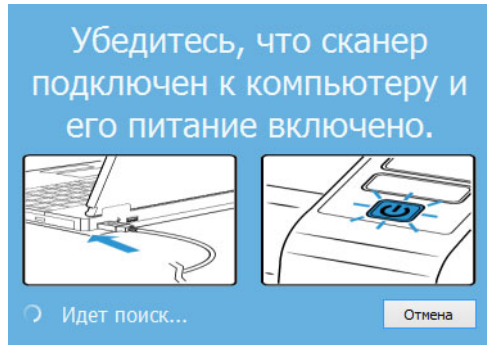 Убедитесь, что сканер
подключен к компьютеру и
его питание включено.
Идет поиск...
Отмена